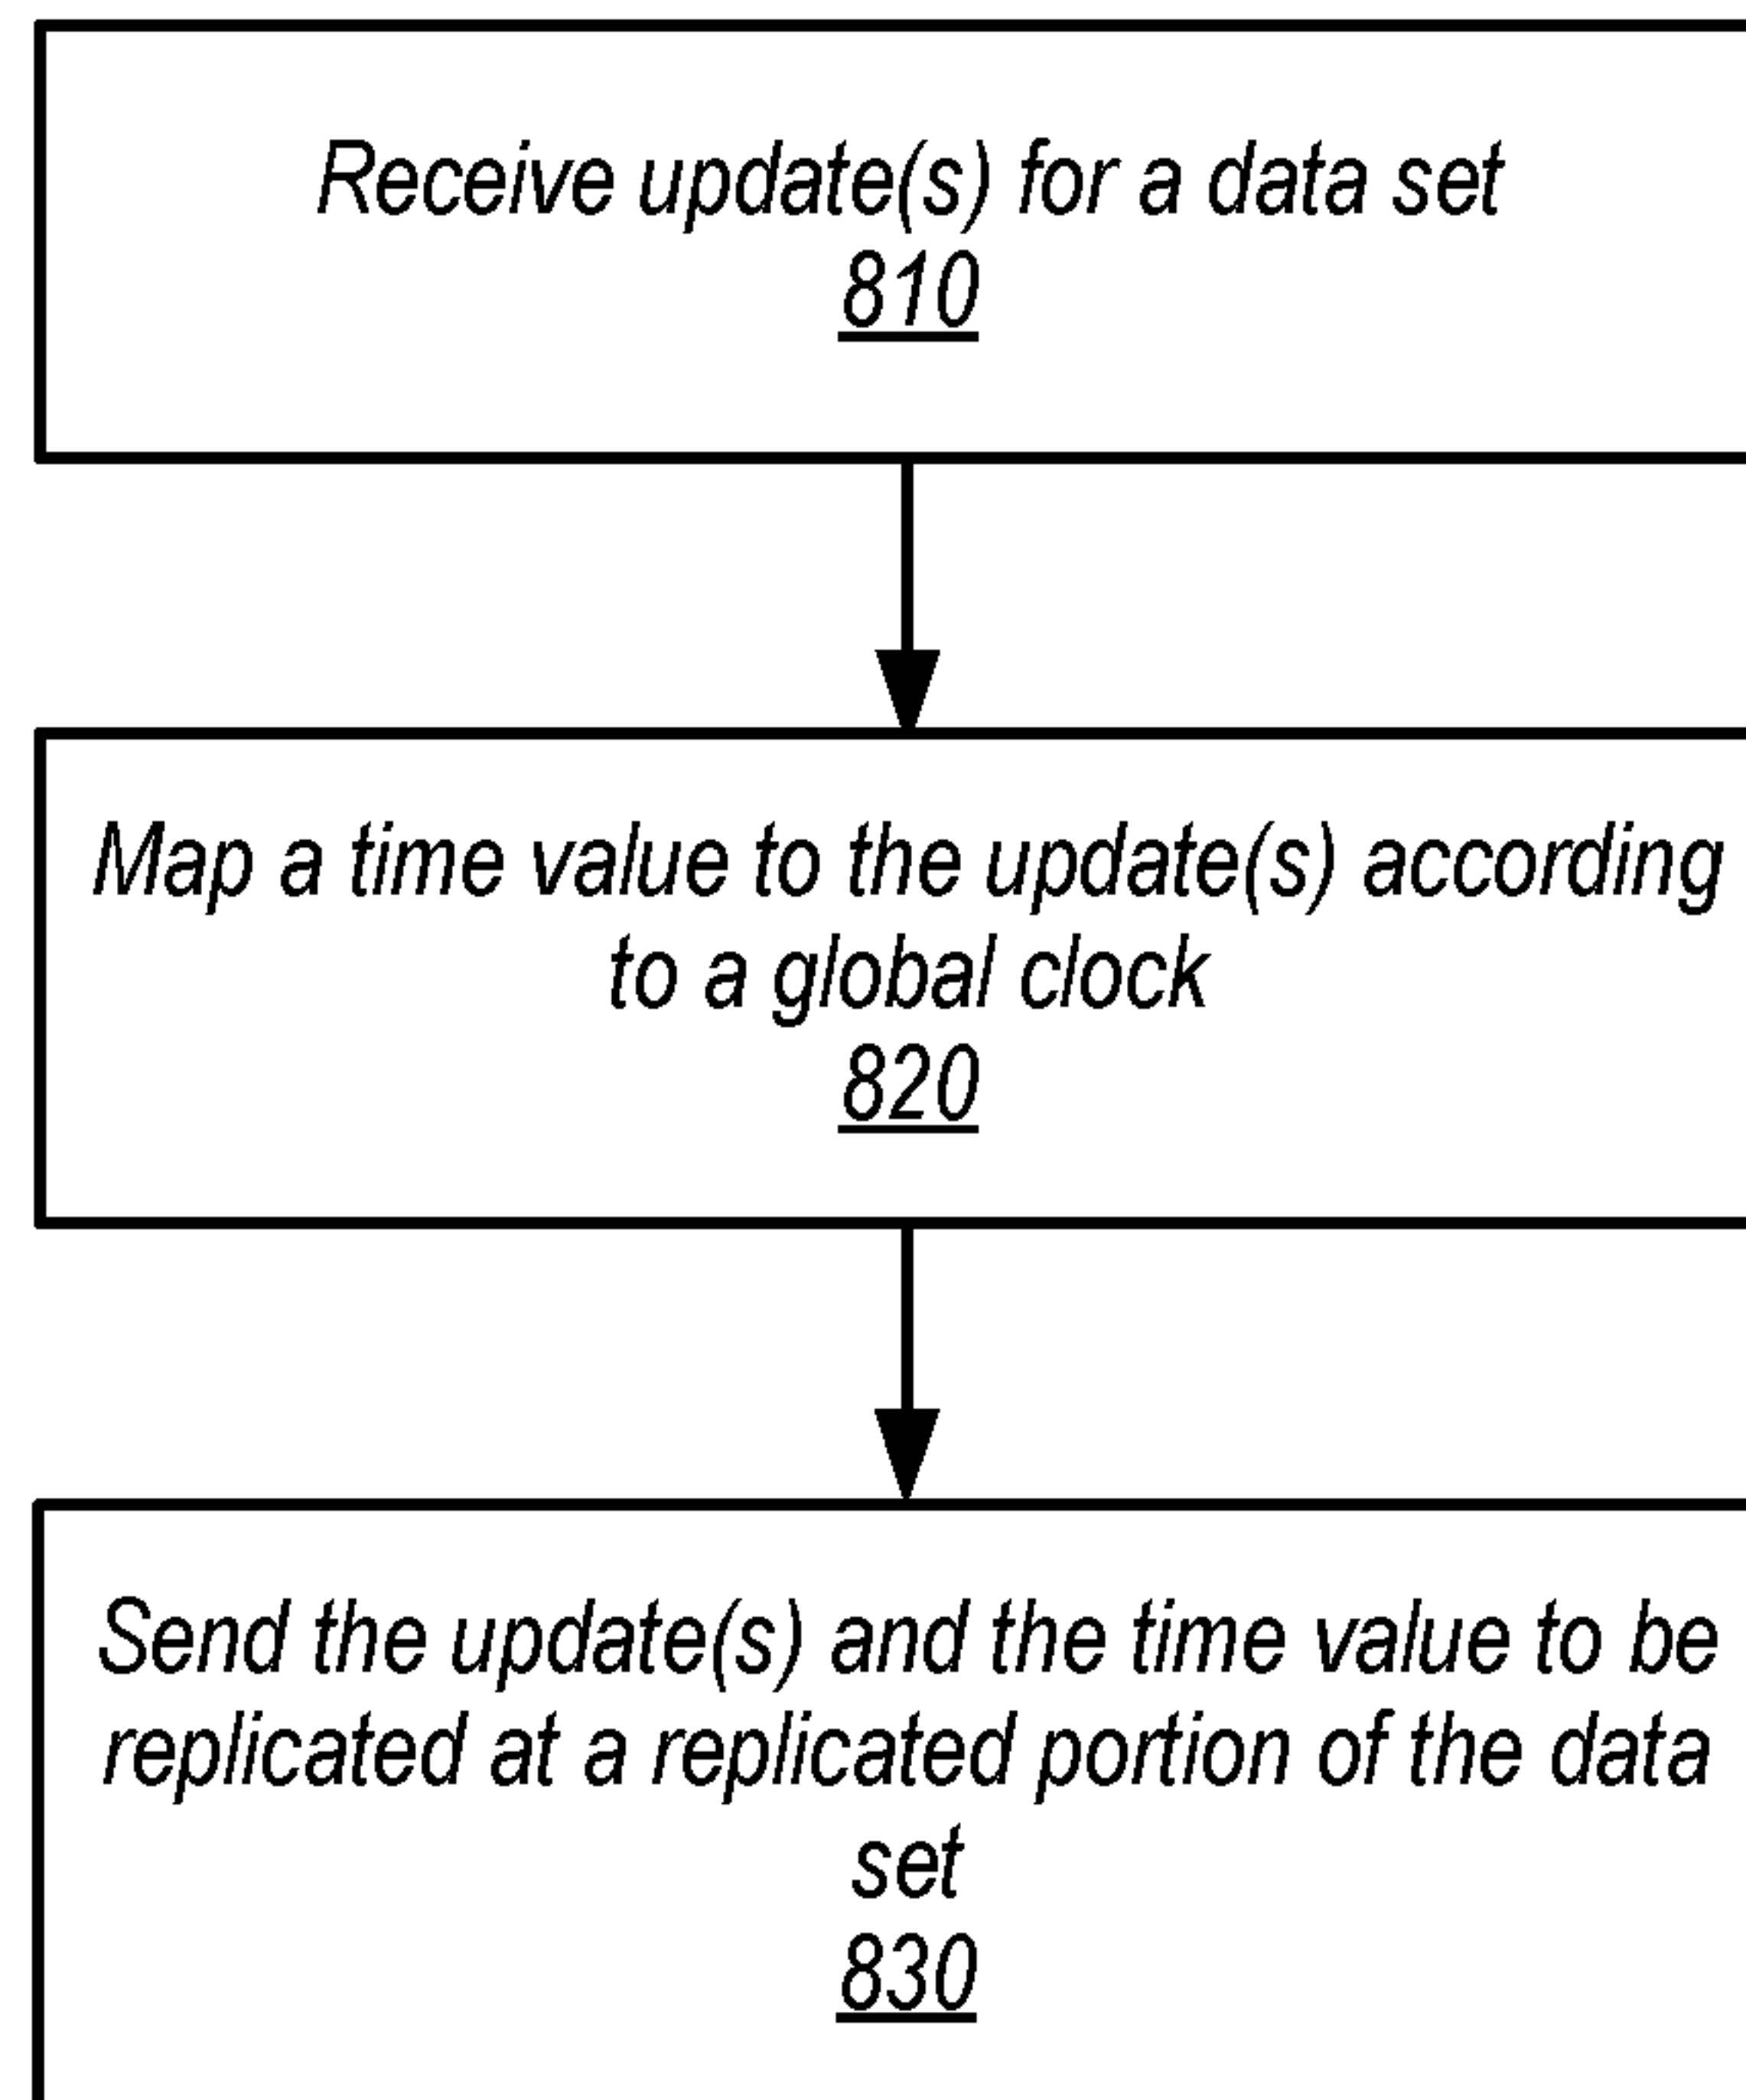 Receive update(s) for a data set
810
Map a time value to the update(s) according
to a global clock
820
Send the update(s) and the time value to be
replicated at a replicated portion of the data
set
830